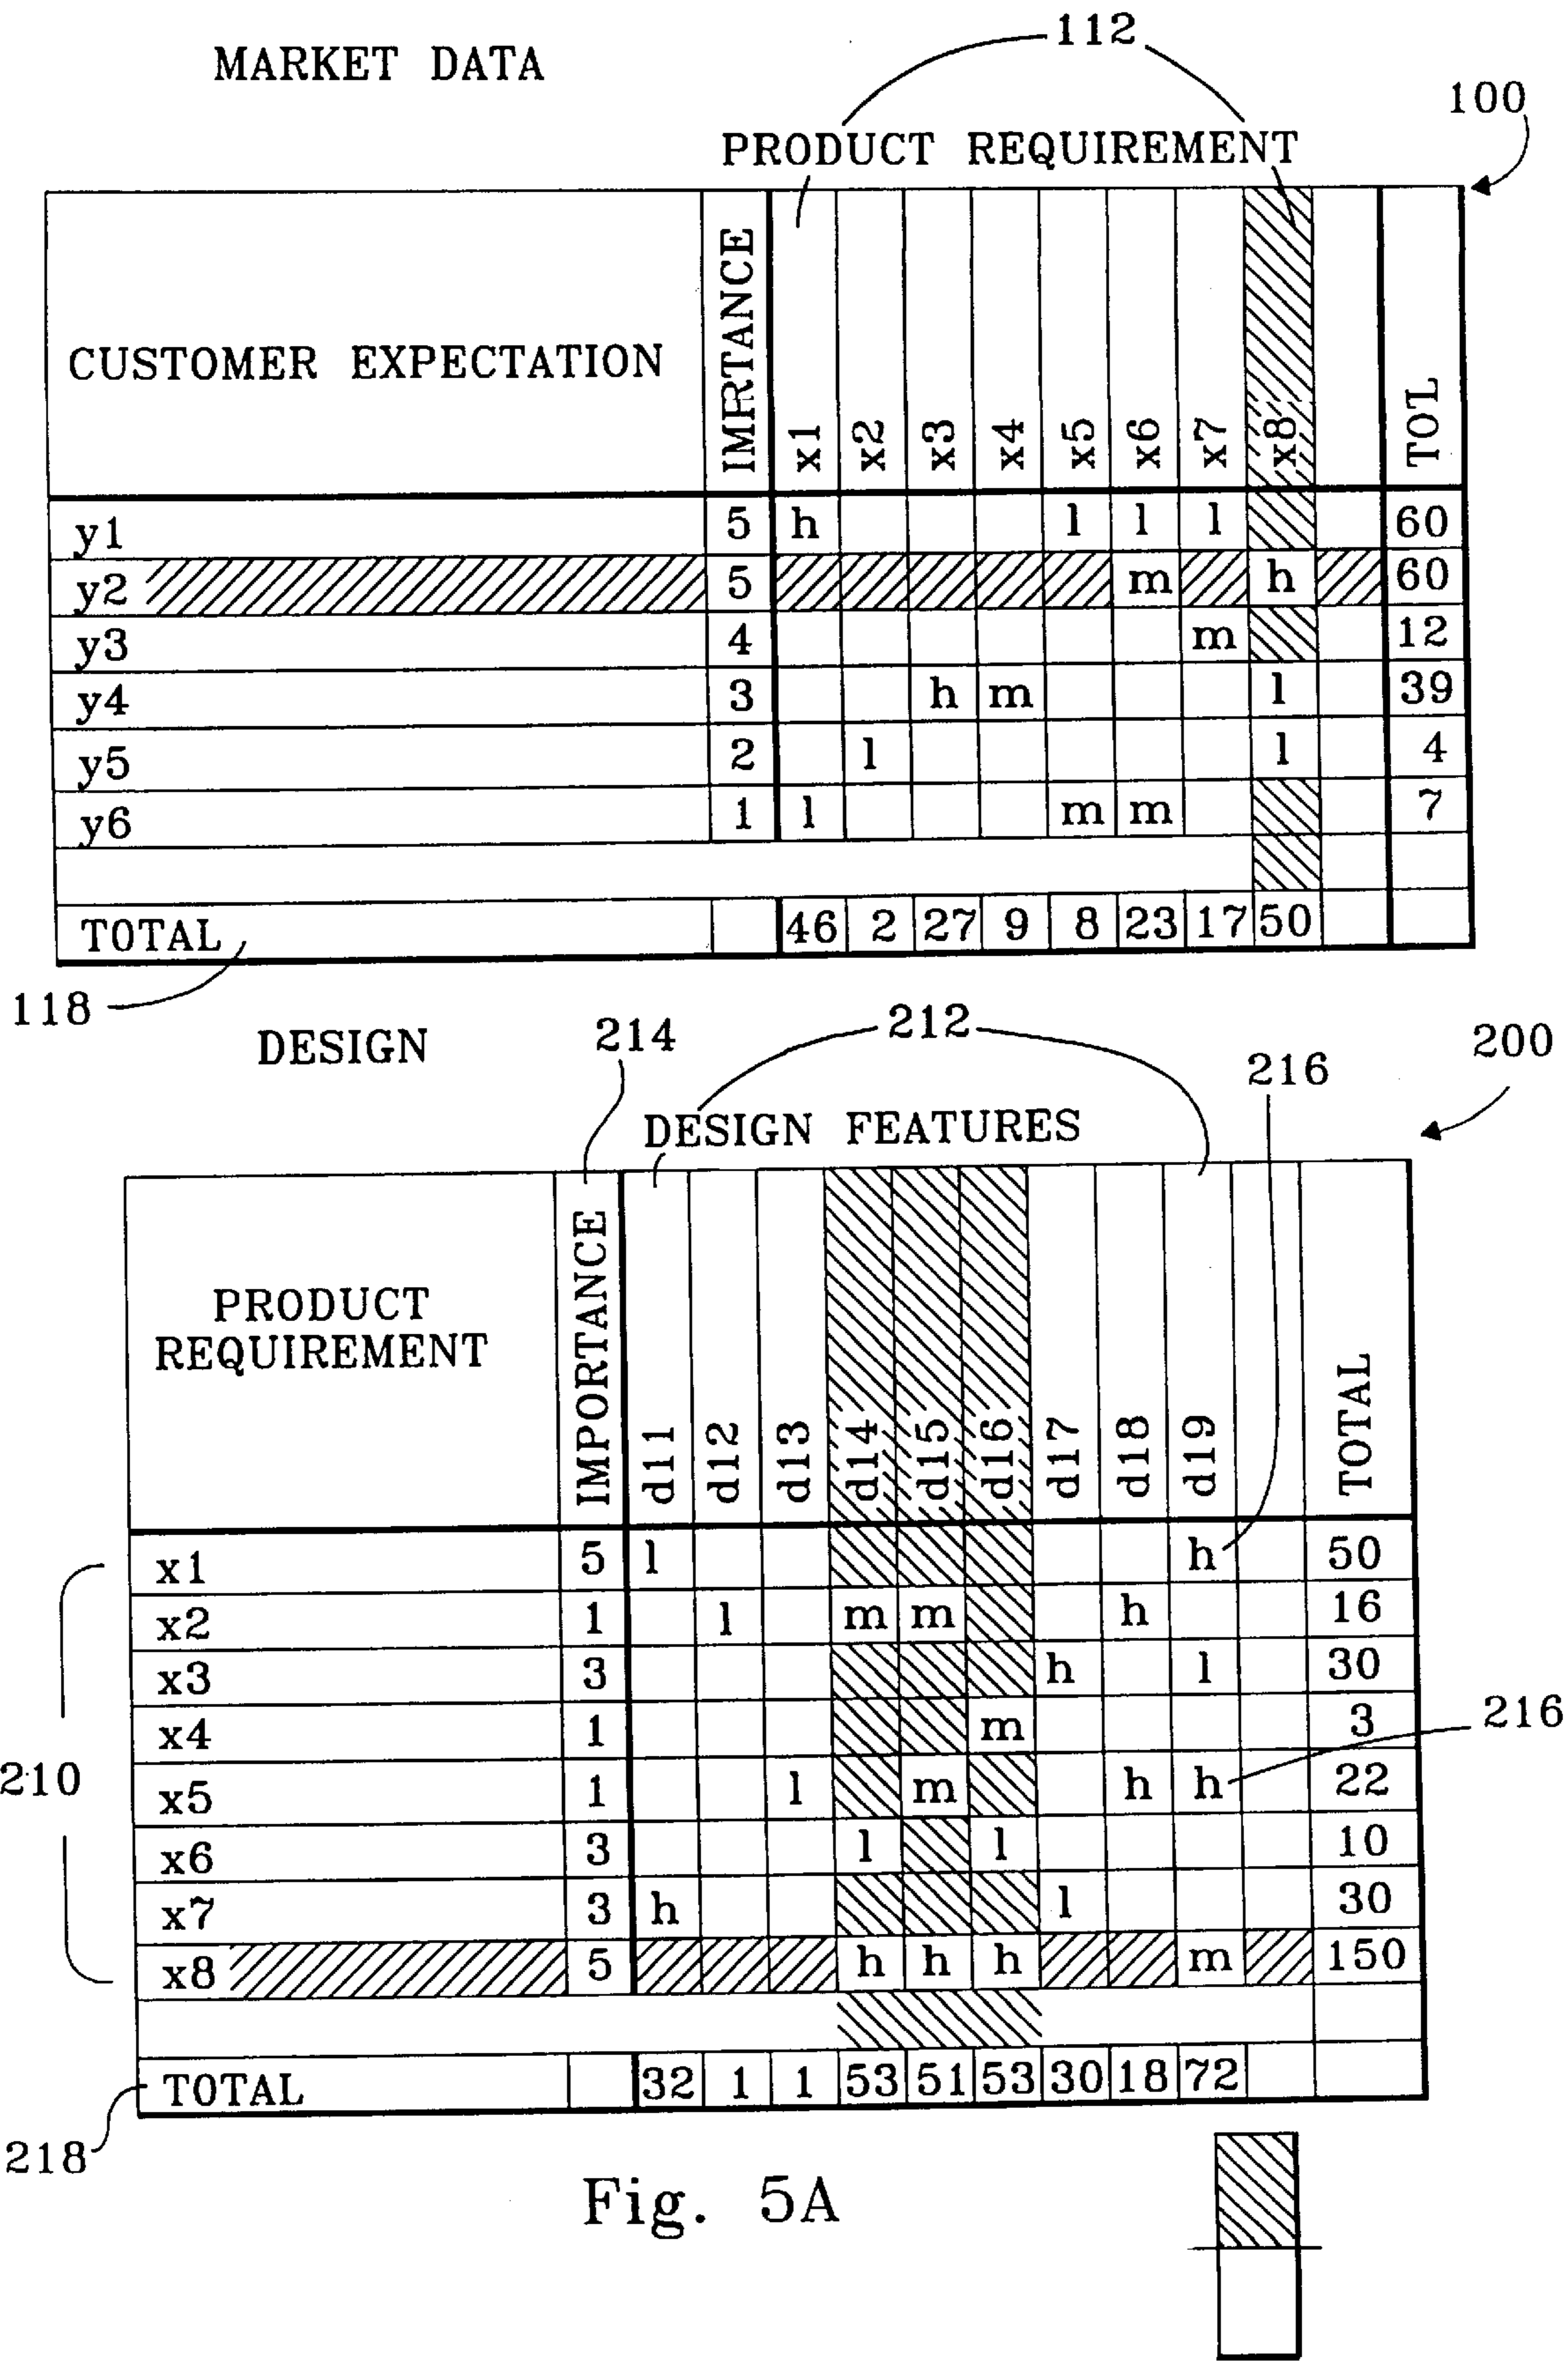 112
MARKET DATA
100
PRODUCT REQUIREMENT
CUSTOMER EXPECTATION IMRTANCE x1 x2 x3 x4 x5 x6 x7 x8 TOL
y1 5 h l l l 60
y2 5 m h 60
y3 4 m 12
y4 3 h m l 39
y5 2 l l 4
y6 1 l m m 7
TOTAL 46 2 27 9 8 23 17 50
118
DESIGN 214 212 216 200
DESIGN FEATURES
PRODUCT
REQUIREMENT
IMPORTANCE d11 d12 d13 d14 d15 d16 d17 d18 d19 TOTAL
x1 5 l h 50
x2 1 l m m h 16
x3 3 h l 30
x4 1 m 3
216
210
x5 1 l m h h 22
x6 3 l l 10
x7 3 h l 30
x8 5 h h h m 150
TOTAL 32 1 1 53 51 53 30 18 72
218
Fig. 5A